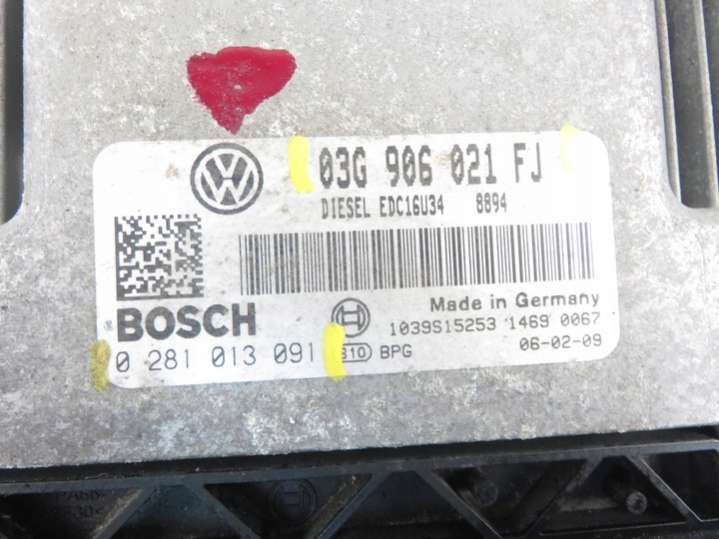 03G 906 021 FJ
DIESEL EDC16U34 8894
BOSCH
Made in Germany
1039S15253 1469 0067
0 281 013 091
310 BPG
06-02-09